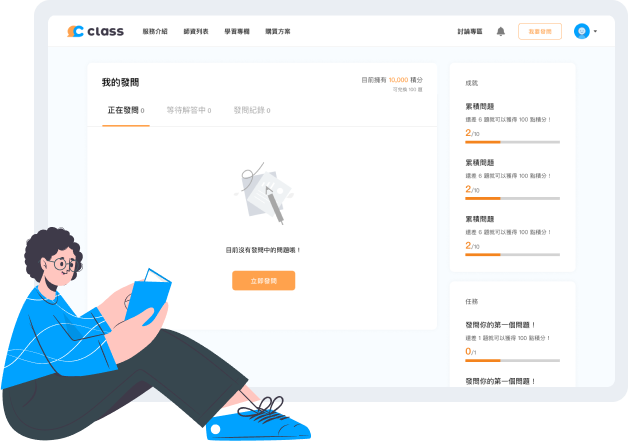 class 服務介紹 師資列表 學習專欄 購買方案 討論專區 我要發問
我的發問
目前擁有 10,000 積分
可兌換 100 題
正在發問 0 等待解答中 0 發問紀錄 0
目前沒有發問中的問題哦！
立即發問
成就
累積問題
還差 6 題就可以獲得 100 點積分！
2/10
累積問題
還差 6 題就可以獲得 100 點積分！
2/10
累積問題
還差 6 題就可以獲得 100 點積分！
2/10
任務
發問你的第一個問題！
還差 1 題就可以獲得 100 點積分！
0/1
發問你的第一個問題！